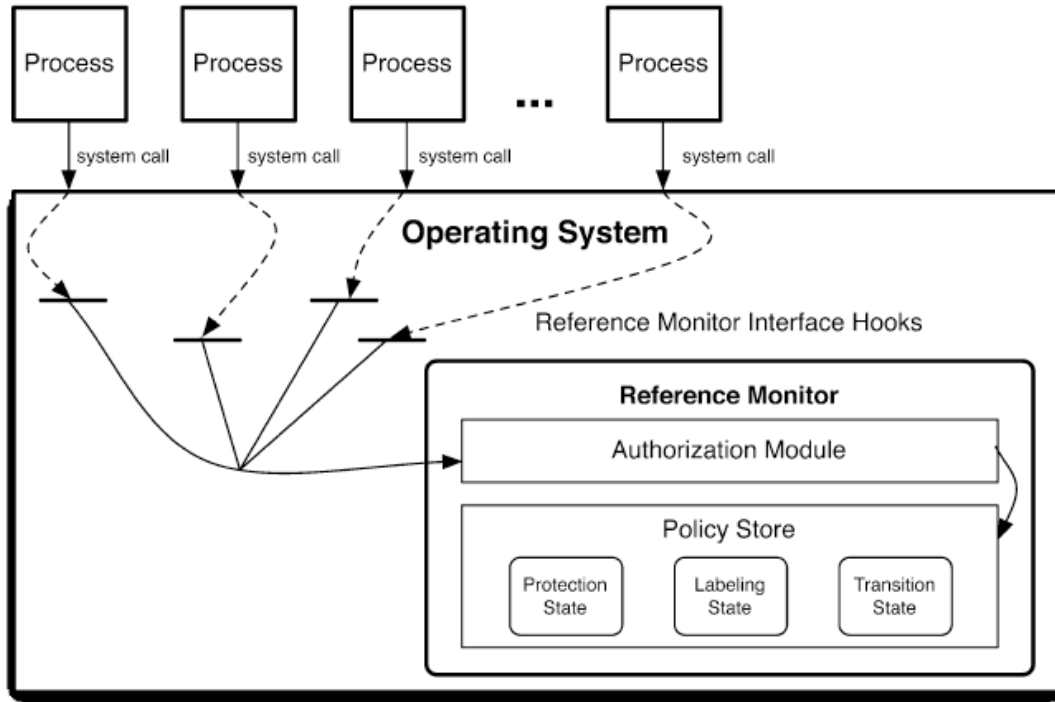 Process
Process
Process
...
Process
system call
system call
system call
system call
Operating System
Reference Monitor Interface Hooks
Reference Monitor
Authorization Module
Policy Store
Protection
State
Labeling
State
Transition
State